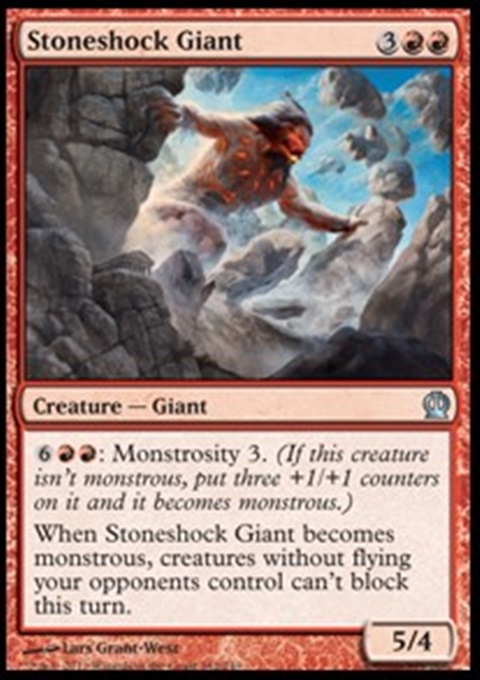 Stoneshock Giant 3
Creature — Giant
6: Monstrosity 3. (If this creature
isn't monstrous, put three +1/+1 counters
on it and it becomes monstrous.)
When Stoneshock Giant becomes
monstrous, creatures without flying
your opponents control can't block
this turn.
5/4
Lars Grant-West